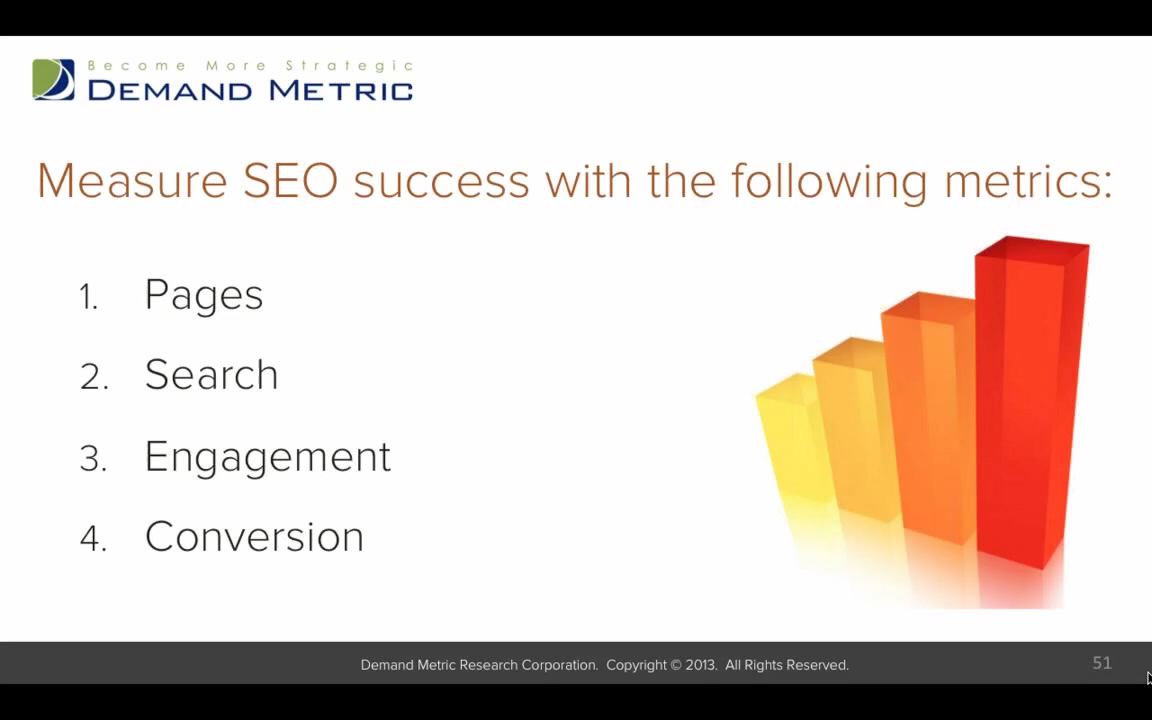 Become More Strategic
DEMAND METRIC
Measure SEO success with the following metrics:
1. Pages
2. Search
3. Engagement
4. Conversion
Demand Metric Research Corporation. Copyright © 2013. All Rights Reserved.
51